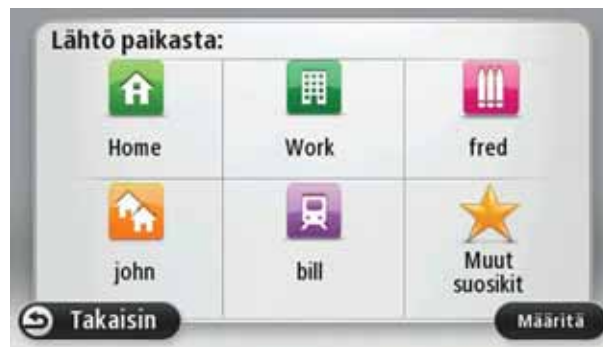 Lähtö paikasta:
Home
Work
fred
john
bill
Muut
suosikit
Takaisin
Määritä